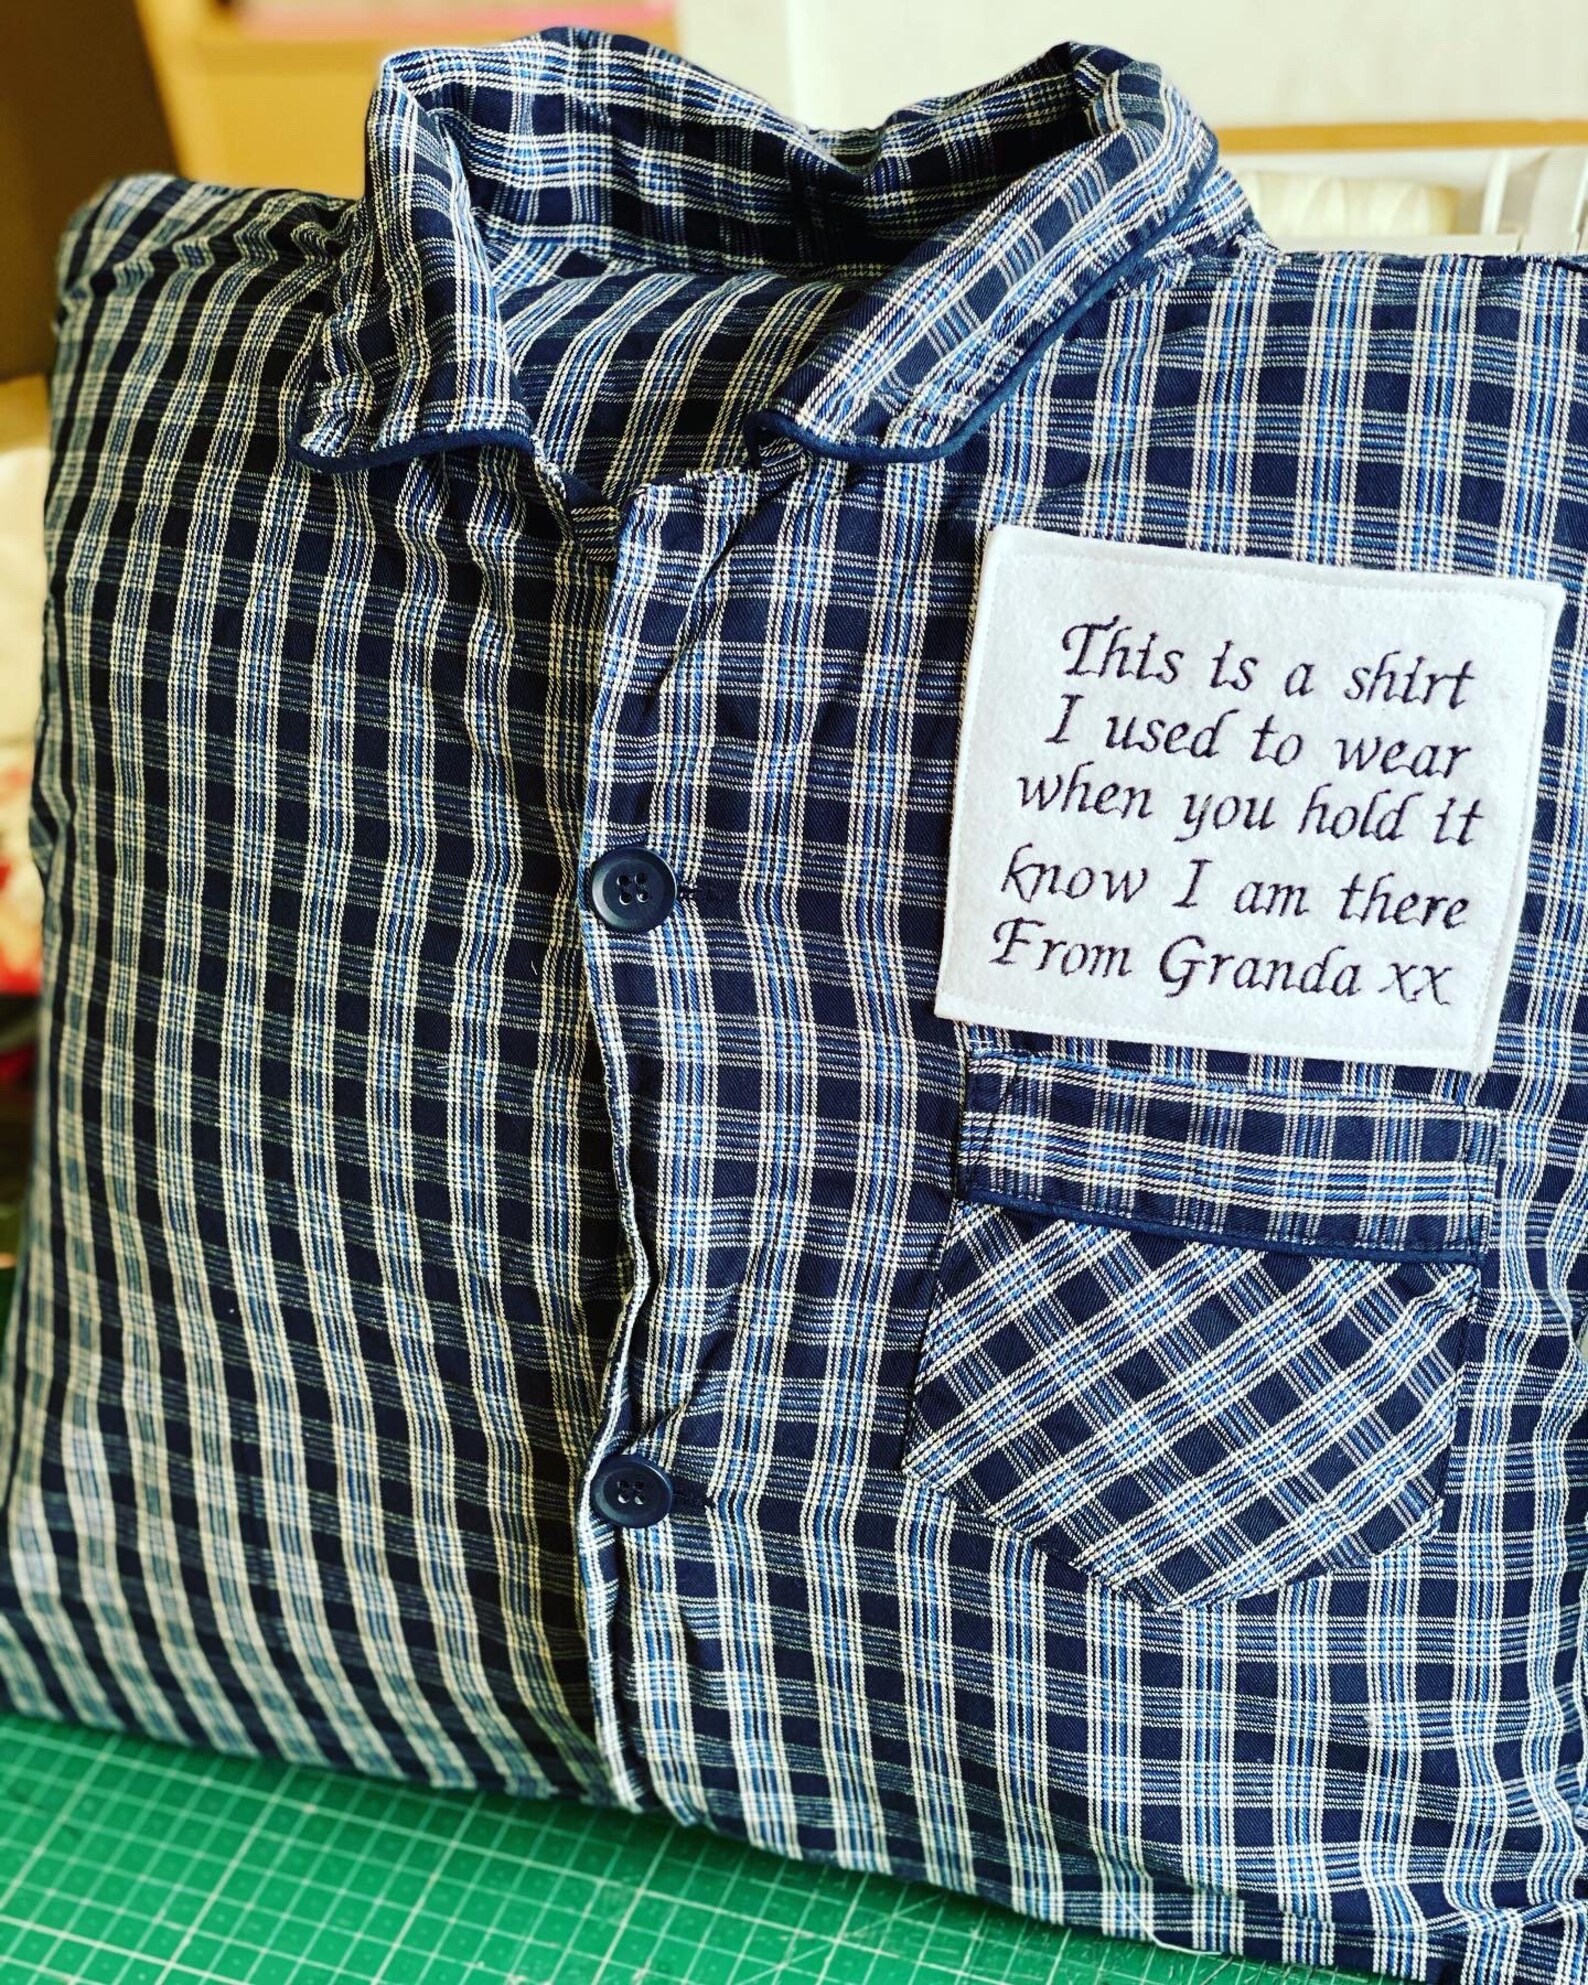 This is a shirt
I used to wear
when you hold it
know I am there
From Granda xx